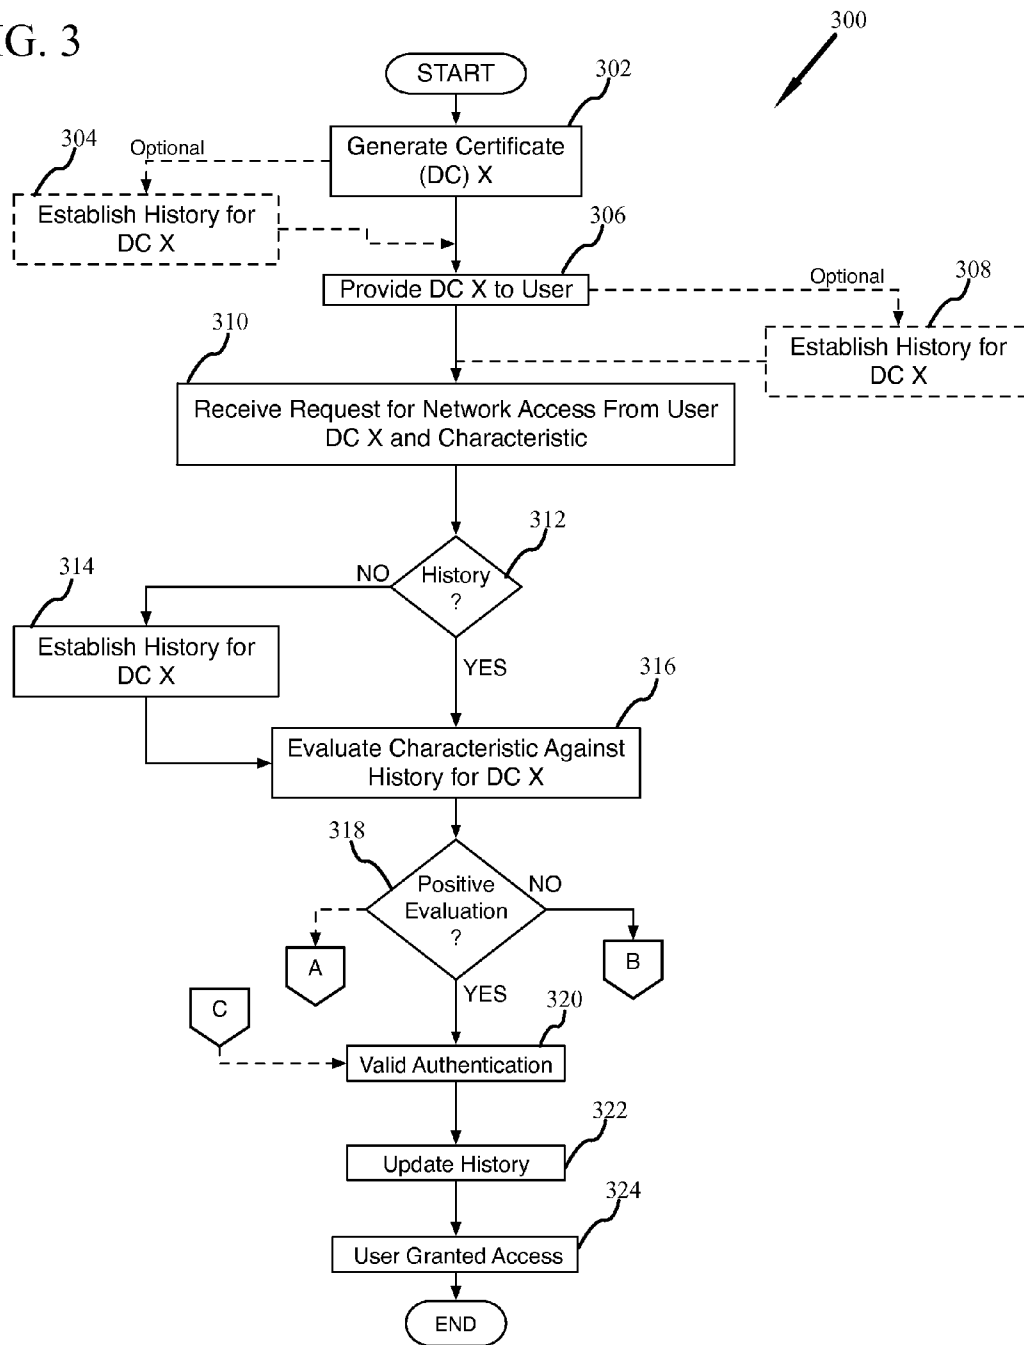 IG. 3
300
START
302
Generate Certificate
(DC) X
304
Optional
Establish History for
DC X
306
Provide DC X to User
Optional
308
Establish History for
DC X
310
Receive Request for Network Access From User
DC X and Characteristic
312
History
?
NO
YES
314
Establish History for
DC X
316
Evaluate Characteristic Against
History for DC X
318
Positive
Evaluation
?
NO
A
B
YES
C
320
Valid Authentication
322
Update History
324
User Granted Access
END